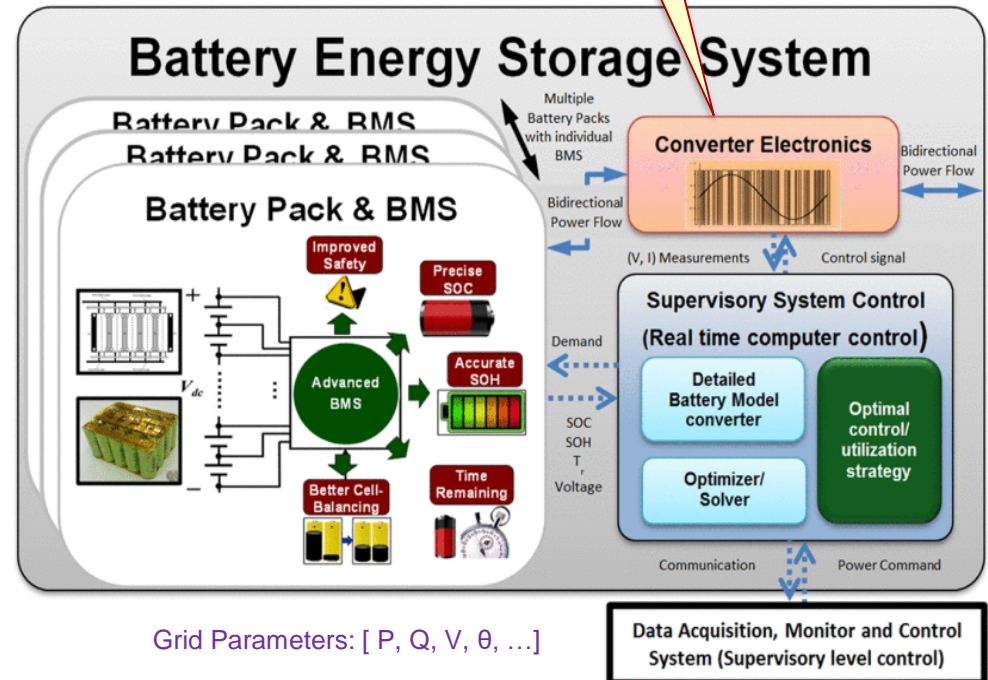 Battery Energy Storage System
Battery Pack & BMS
Battery Pack & BMS
Battery Pack & BMS
Multiple
Battery Packs
with individual
BMS
Bidirectional
Power Flow
Converter Electronics
Bidirectional
Power Flow
(V, I) Measurements
Control signal
Improved
Safety
Precise
SOC
Accurate
SOH
Advanced
BMS
+
Vdc
−
Better Cell-
Balancing
Time
Remaining
Demand
SOC
SOH
T
r
Voltage
Supervisory System Control
(Real time computer control)
Detailed
Battery Model
converter
Optimizer/
Solver
Optimal
control/
utilization
strategy
Communication
Power Command
Grid Parameters: [ P, Q, V, θ, …]
Data Acquisition, Monitor and Control
System (Supervisory level control)